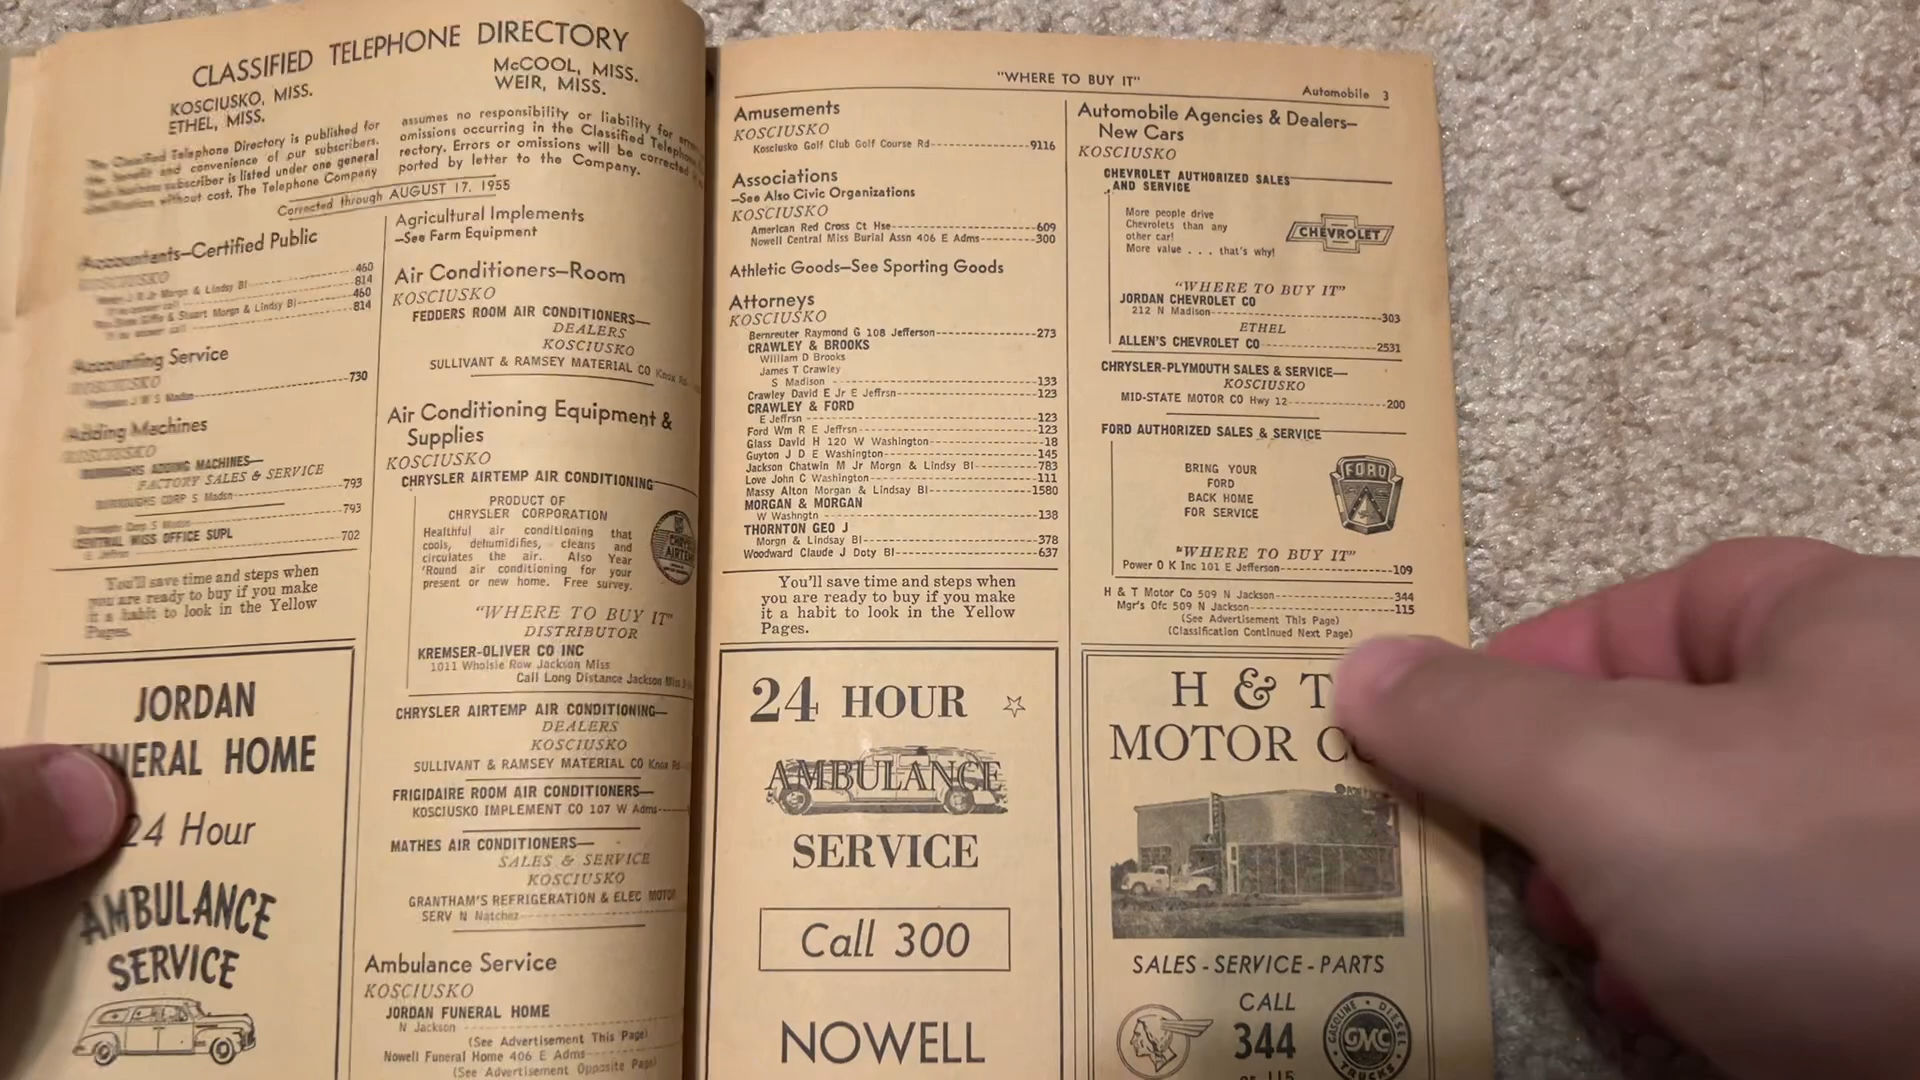 CLASSIFIED TELEPHONE DIRECTORY
KOSCIUSKO, MISS.
ETHEL, MISS.
McCOOL, MISS.
WEIR, MISS.
The Classified Telephone Directory is published for
the benefit and convenience of our subscribers.
Each business subscriber is listed under one general
classification without cost. The Telephone Company
assumes no responsibility or liability for
omissions occurring in the Classified Telephone
rectory. Errors or omissions will be corrected
ported by letter to the Company.
Corrected through AUGUST 17, 1955
Accountants—Certified Public
KOSCIUSKO
Jr Morgn & Lindsy Bl 460
814
& Stuart Morgn & Lindsy Bl 460
814
Accounting Service
KOSCIUSKO
J W S Madsn 730
Adding Machines
KOSCIUSKO
BURROUGHS ADDING MACHINES—
FACTORY SALES & SERVICE
BURROUGHS CORP S Madsn 793
Corp S Madsn 793
CENTRAL MISS OFFICE SUPL
E Jeffrsn 702
You'll save time and steps when
you are ready to buy if you make
it a habit to look in the Yellow
Pages.
JORDAN
FUNERAL HOME
24 Hour
AMBULANCE
SERVICE
Agricultural Implements
—See Farm Equipment
Air Conditioners—Room
KOSCIUSKO
FEDDERS ROOM AIR CONDITIONERS—
DEALERS
KOSCIUSKO
SULLIVANT & RAMSEY MATERIAL CO Knox Rd
Air Conditioning Equipment &
Supplies
KOSCIUSKO
CHRYSLER AIRTEMP AIR CONDITIONING
PRODUCT OF
CHRYSLER CORPORATION
Healthful air conditioning that
cools, dehumidifies, cleans and
circulates the air. Also Year
'Round air conditioning for your
present or new home. Free survey.
"WHERE TO BUY IT"
DISTRIBUTOR
KREMSER-OLIVER CO INC
1011 Wholsle Row Jackson Miss
Call Long Distance Jackson Miss
CHRYSLER AIRTEMP AIR CONDITIONING—
DEALERS
KOSCIUSKO
SULLIVANT & RAMSEY MATERIAL CO Knox Rd
FRIGIDAIRE ROOM AIR CONDITIONERS—
KOSCIUSKO IMPLEMENT CO 107 W Adms
MATHES AIR CONDITIONERS—
SALES & SERVICE
KOSCIUSKO
GRANTHAM'S REFRIGERATION & ELEC MOTOR
SERV N Natchez
Ambulance Service
KOSCIUSKO
JORDAN FUNERAL HOME
N Jackson
(See Advertisement This Page)
Nowell Funeral Home 406 E Adms
(See Advertisement Opposite Page)
"WHERE TO BUY IT"
Automobile 3
Amusements
KOSCIUSKO
Kosciusko Golf Club Golf Course Rd 9116
Associations
—See Also Civic Organizations
KOSCIUSKO
American Red Cross Ct Hse 609
Nowell Central Miss Burial Assn 406 E Adms 300
Athletic Goods—See Sporting Goods
Attorneys
KOSCIUSKO
Bernreuter Raymond G 108 Jefferson 273
CRAWLEY & BROOKS
William D Brooks
James T Crawley
S Madison 133
Crawley David E Jr E Jeffrsn 123
CRAWLEY & FORD
E Jeffrsn 123
Ford Wm R E Jeffrsn 123
Glass David H 120 W Washington 18
Guyton J D E Washington 145
Jackson Chatwin M Jr Morgn & Lindsy Bl 783
Love John C Washington 111
Massy Alton Morgan & Lindsay Bl 1580
MORGAN & MORGAN
W Washngtn 138
THORNTON GEO J
Morgn & Lindsay Bl 378
Woodward Claude J Doty Bl 637
You'll save time and steps when
you are ready to buy if you make
it a habit to look in the Yellow
Pages.
24 HOUR
AMBULANCE
SERVICE
Call 300
NOWELL
Automobile Agencies & Dealers—
New Cars
KOSCIUSKO
CHEVROLET AUTHORIZED SALES
AND SERVICE
More people drive
Chevrolets than any
other car!
More value . . . that's why!
CHEVROLET
"WHERE TO BUY IT"
JORDAN CHEVROLET CO
212 N Madison 303
ETHEL
ALLEN'S CHEVROLET CO 2531
CHRYSLER-PLYMOUTH SALES & SERVICE—
KOSCIUSKO
MID-STATE MOTOR CO Hwy 12 200
FORD AUTHORIZED SALES & SERVICE
BRING YOUR
FORD
BACK HOME
FOR SERVICE
FORD
"WHERE TO BUY IT"
Power O K Inc 101 E Jefferson 109
H & T Motor Co 509 N Jackson 344
Mgr's Ofc 509 N Jackson 115
(See Advertisement This Page)
(Classification Continued Next Page)
H & T
MOTOR
SALES - SERVICE - PARTS
CALL
344
or 115
GASOLINE • DIESEL
GMC
TRUCKS